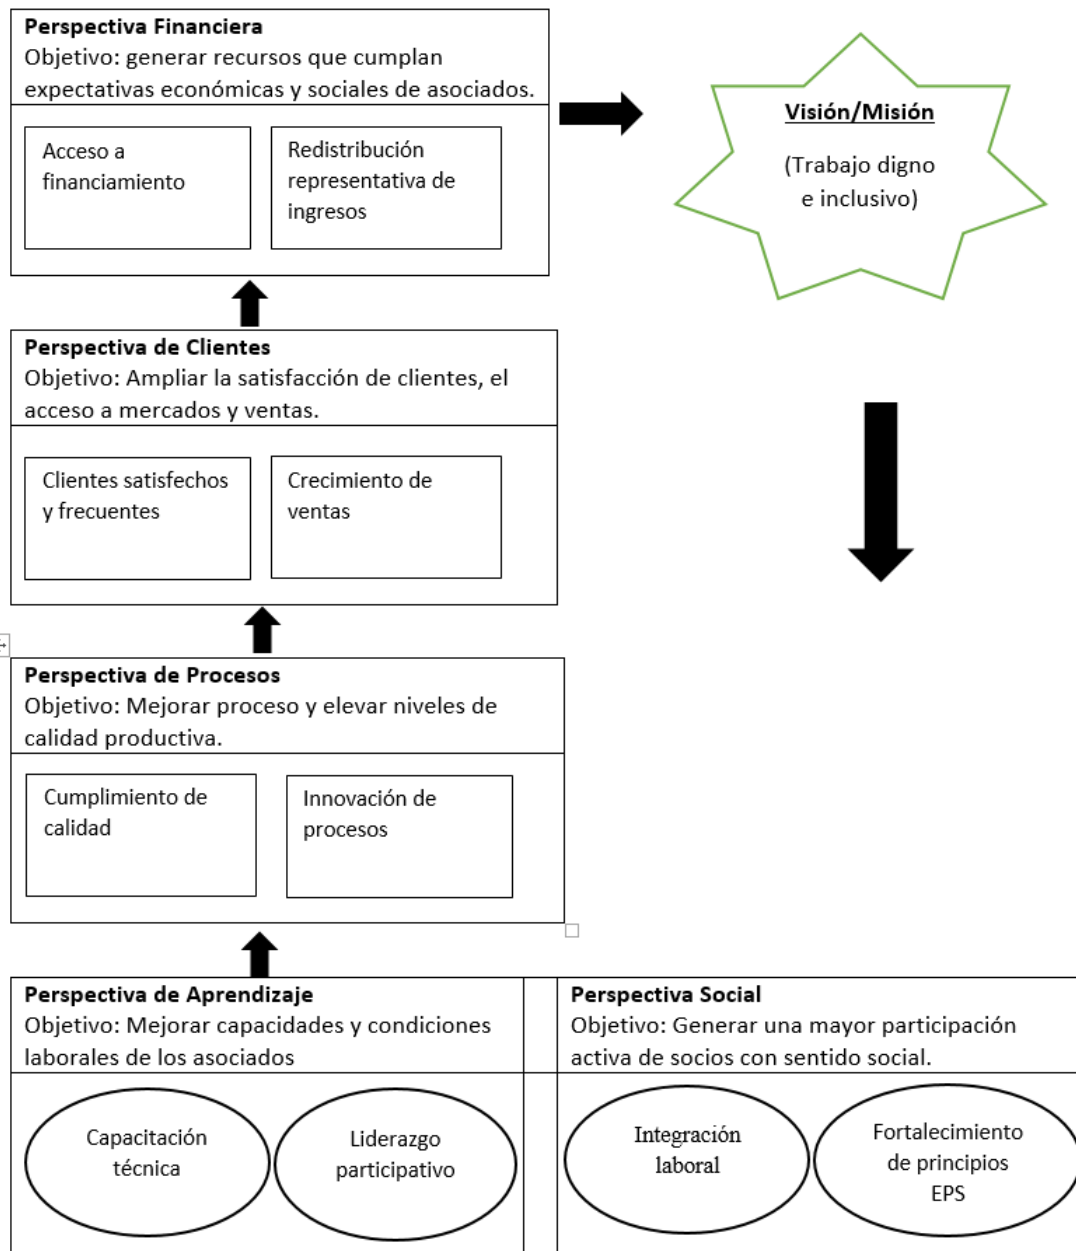 Perspectiva Financiera
Objetivo: generar recursos que cumplan
expectativas económicas y sociales de asociados.
Acceso a
financiamiento
Redistribución
representativa de
ingresos
Visión/Misión
(Trabajo digno
e inclusivo)
Perspectiva de Clientes
Objetivo: Ampliar la satisfacción de clientes, el
acceso a mercados y ventas.
Clientes satisfechos
y frecuentes
Crecimiento de
ventas
Perspectiva de Procesos
Objetivo: Mejorar proceso y elevar niveles de
calidad productiva.
Cumplimiento de
calidad
Innovación de
procesos
Perspectiva de Aprendizaje
Objetivo: Mejorar capacidades y condiciones
laborales de los asociados
Capacitación
técnica
Liderazgo
participativo
Perspectiva Social
Objetivo: Generar una mayor participación
activa de socios con sentido social.
Integración
laboral
Fortalecimiento
de principios
EPS